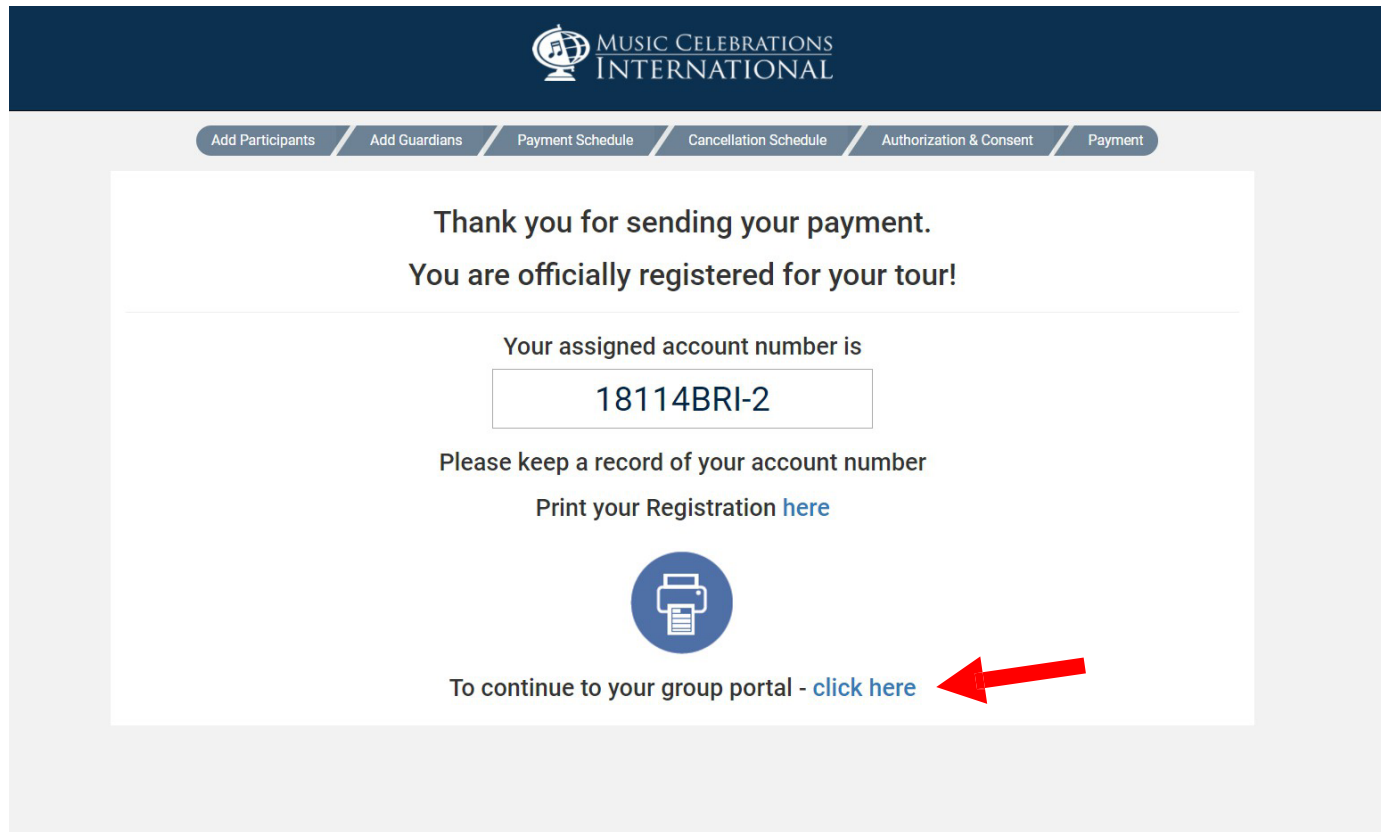 MUSIC CELEBRATIONS
INTERNATIONAL
Add Participants
Add Guardians
Payment Schedule
Cancellation Schedule
Authorization & Consent
Payment
Thank you for sending your payment.
You are officially registered for your tour!
Your assigned account number is
18114BRI-2
Please keep a record of your account number
Print your Registration here
To continue to your group portal - click here